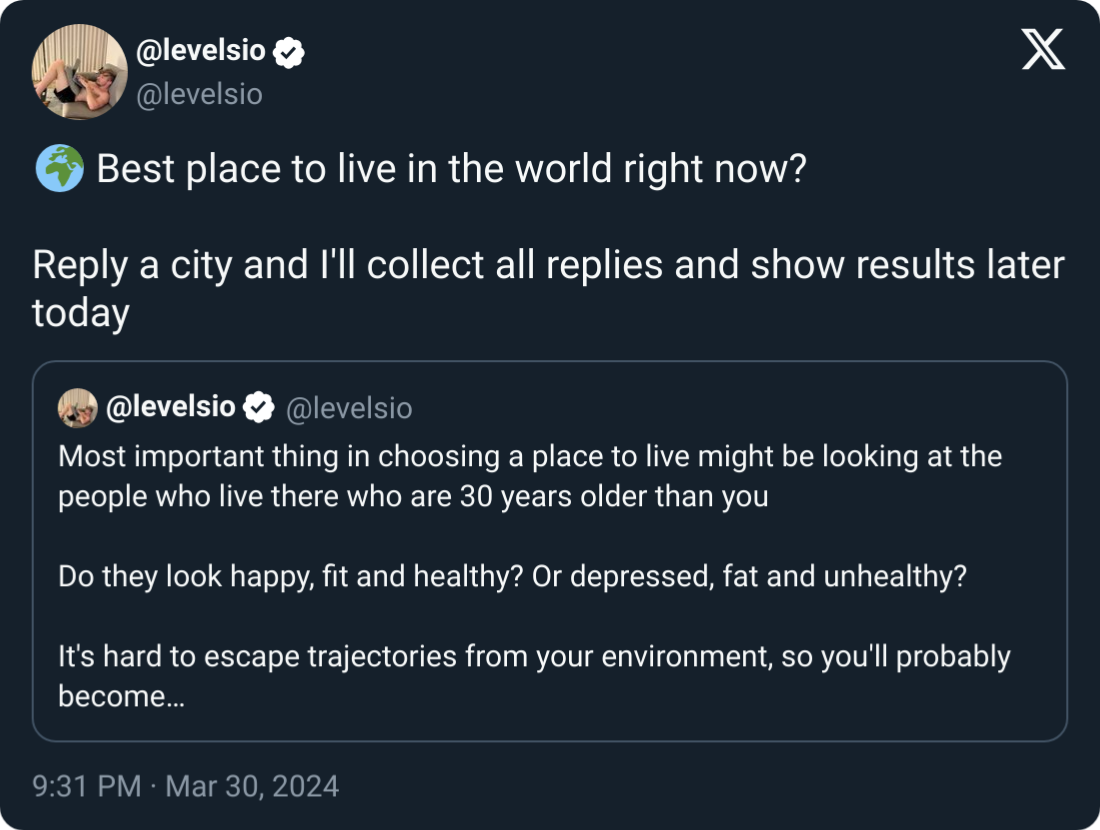 @levelsio
@levelsio
🌍 Best place to live in the world right now?
Reply a city and I'll collect all replies and show results later
today
@levelsio @levelsio
Most important thing in choosing a place to live might be looking at the
people who live there who are 30 years older than you
Do they look happy, fit and healthy? Or depressed, fat and unhealthy?
It's hard to escape trajectories from your environment, so you'll probably
become…
9:31 PM · Mar 30, 2024